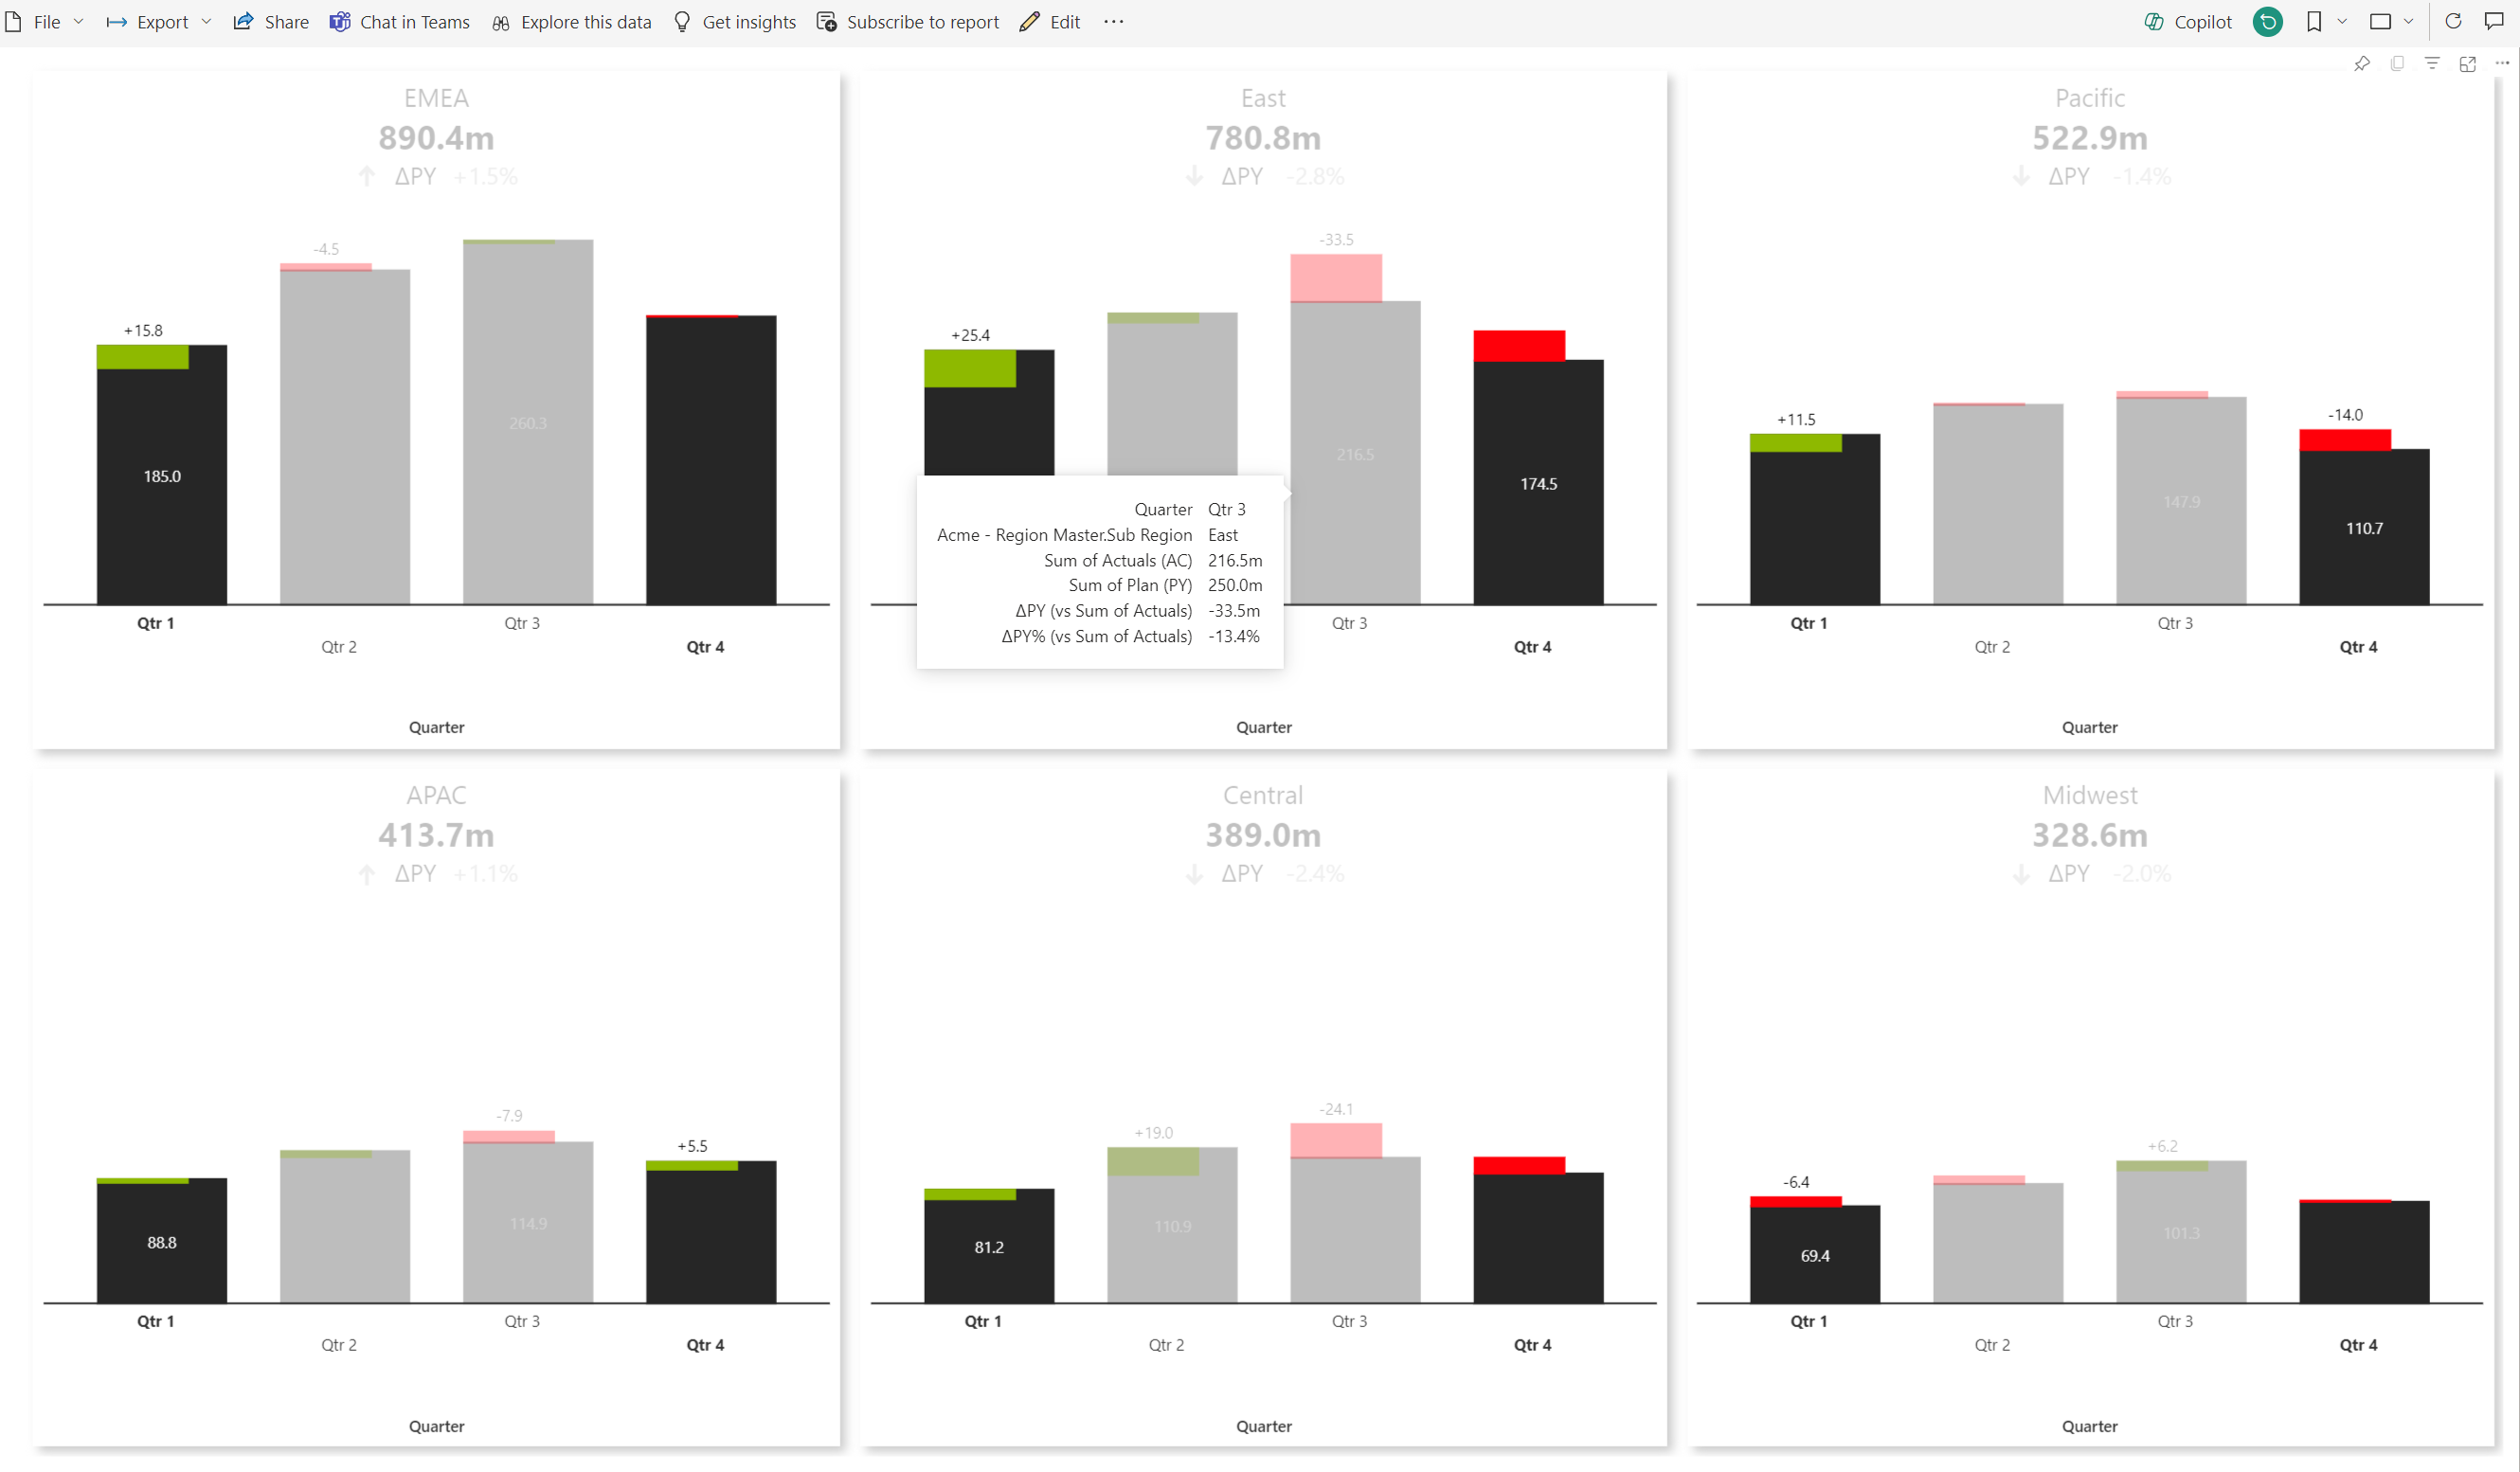 File Export Share Chat in Teams Explore this data Get insights Subscribe to report Edit ··· Copilot
EMEA
890.4m
ΔPY +1.5%
-4.5
+15.8
260.3
185.0
Qtr 1
Qtr 2
Qtr 3
Qtr 4
Quarter
East
780.8m
ΔPY -2.8%
-33.5
+25.4
216.5
174.5
Quarter Qtr 3
Acme - Region Master.Sub Region East
Sum of Actuals (AC) 216.5m
Sum of Plan (PY) 250.0m
ΔPY (vs Sum of Actuals) -33.5m
ΔPY% (vs Sum of Actuals) -13.4%
Qtr 3
Qtr 4
Quarter
Pacific
522.9m
ΔPY -1.4%
+11.5
-14.0
147.9
110.7
Qtr 1
Qtr 2
Qtr 3
Qtr 4
Quarter
APAC
413.7m
ΔPY +1.1%
-7.9
+5.5
114.9
88.8
Qtr 1
Qtr 2
Qtr 3
Qtr 4
Quarter
Central
389.0m
ΔPY -2.4%
-24.1
+19.0
110.9
81.2
Qtr 1
Qtr 2
Qtr 3
Qtr 4
Quarter
Midwest
328.6m
ΔPY -2.0%
+6.2
-6.4
101.3
69.4
Qtr 1
Qtr 2
Qtr 3
Qtr 4
Quarter